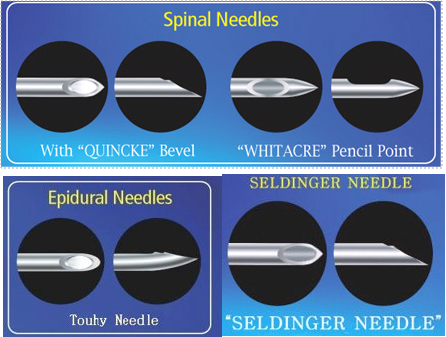 Spinal Needles
With “QUINCKE” Bevel
“WHITACRE” Pencil Point
Epidural Needles
Touhy Needle
SELDINGER NEEDLE
“SELDINGER NEEDLE”